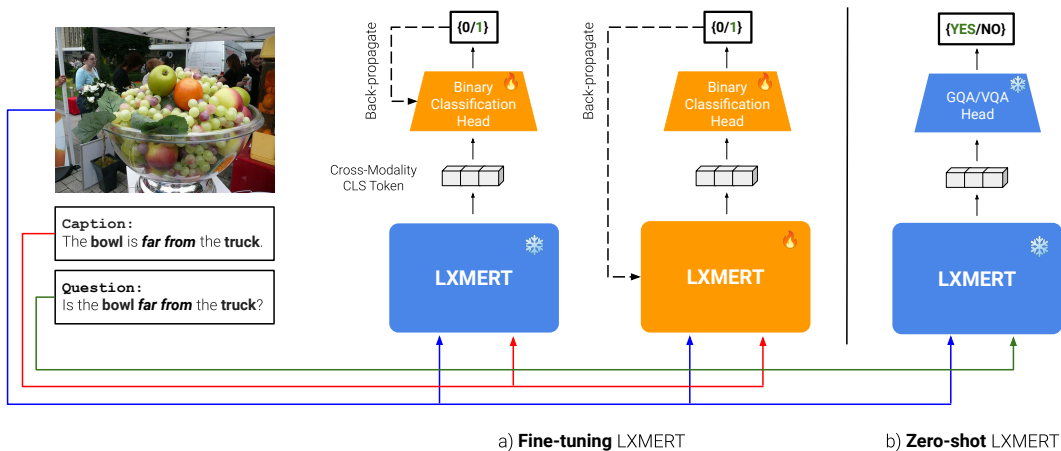 Caption:
The bowl is far from the truck.
Question:
Is the bowl far from the truck?
Back-propagate
{0/1}
Binary
Classification
Head
Cross-Modality
CLS Token
LXMERT
Back-propagate
{0/1}
Binary
Classification
Head
LXMERT
{YES/NO}
GQA/VQA
Head
LXMERT
a) Fine-tuning LXMERT
b) Zero-shot LXMERT